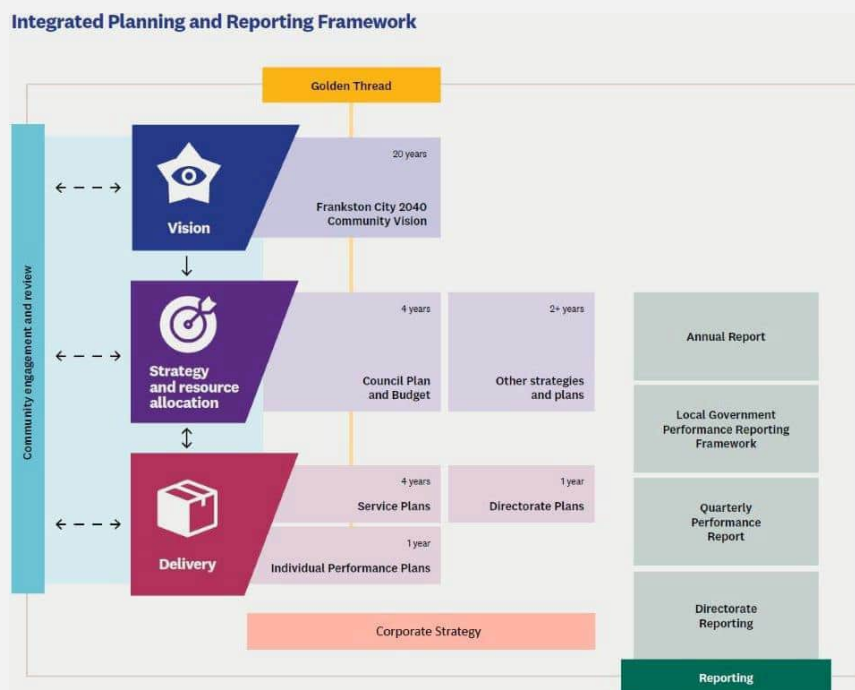 Integrated Planning and Reporting Framework
Golden Thread
Community engagement and review
Vision
20 years
Frankston City 2040
Community Vision
Strategy
and resource
allocation
4 years
Council Plan
and Budget
2+ years
Other strategies
and plans
Delivery
4 years
Service Plans
1 year
Directorate Plans
1 year
Individual Performance Plans
Corporate Strategy
Annual Report
Local Government
Performance Reporting
Framework
Quarterly
Performance
Report
Directorate
Reporting
Reporting